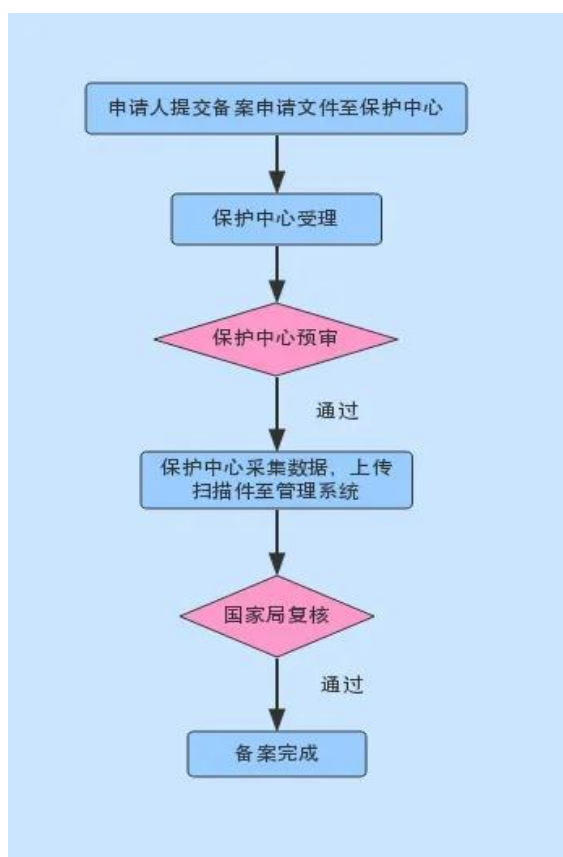 申请人提交备案申请文件至保护中心
保护中心受理
保护中心预审
通过
保护中心采集数据，上传
扫描件至管理系统
国家局复核
通过
备案完成